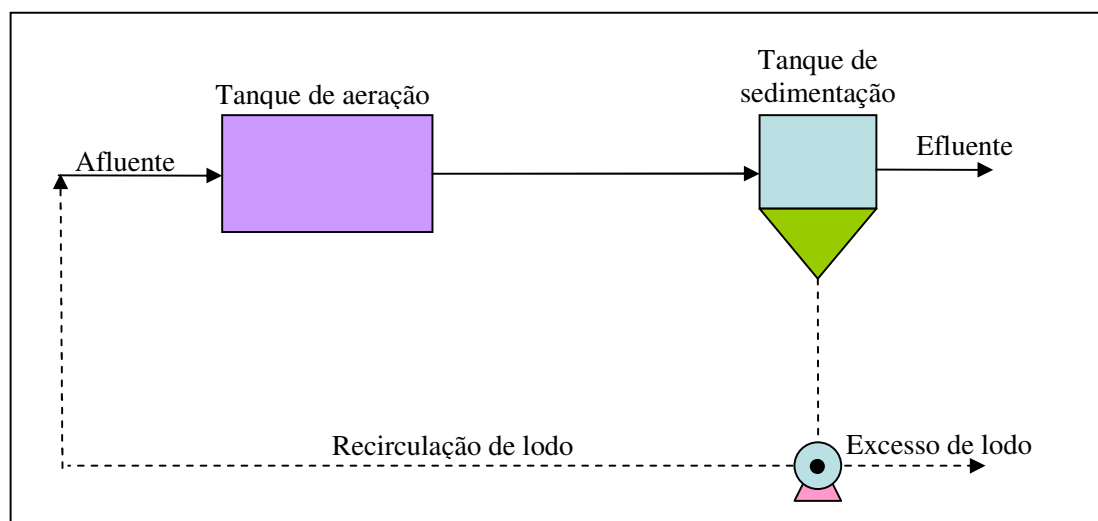 Tanque de aeração
Tanque de
sedimentação
Afluente
Efluente
Recirculação de lodo
Excesso de lodo